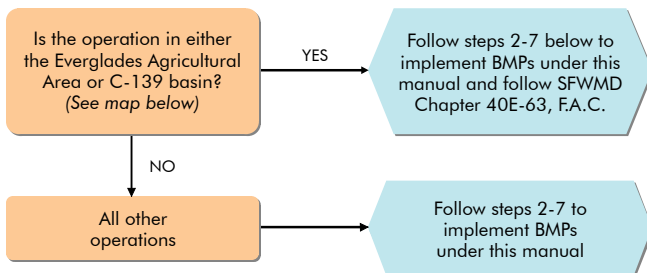 Is the operation in either
the Everglades Agricultural
Area or C-139 basin?
(See map below)
YES
Follow steps 2-7 below to
implement BMPs under this
manual and follow SFWMD
Chapter 40E-63, F.A.C.
NO
All other
operations
Follow steps 2-7 to
implement BMPs
under this manual